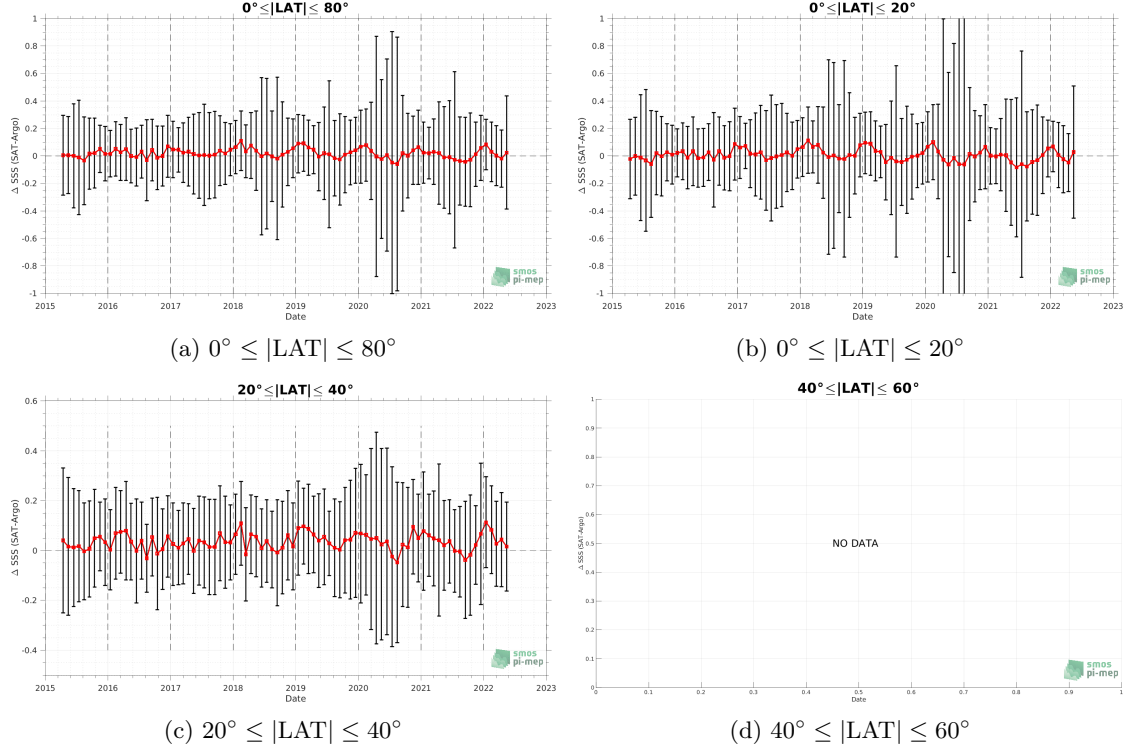 0°≤|LAT|≤ 80°
Δ SSS (SAT-Argo)
1
0.8
0.6
0.4
0.2
0
-0.2
-0.4
-0.6
-0.8
-1
2015 2016 2017 2018 2019 2020 2021 2022 2023
Date
smos
pi-mep
(a) 0° ≤ |LAT| ≤ 80°
0°≤|LAT|≤ 20°
Δ SSS (SAT-Argo)
1
0.8
0.6
0.4
0.2
0
-0.2
-0.4
-0.6
-0.8
-1
2015 2016 2017 2018 2019 2020 2021 2022 2023
Date
smos
pi-mep
(b) 0° ≤ |LAT| ≤ 20°
20°≤|LAT|≤ 40°
Δ SSS (SAT-Argo)
0.6
0.4
0.2
0
-0.2
-0.4
2015 2016 2017 2018 2019 2020 2021 2022 2023
Date
smos
pi-mep
(c) 20° ≤ |LAT| ≤ 40°
40°≤|LAT|≤ 60°
Δ SSS (SAT-Argo)
1
0.9
0.8
0.7
0.6
0.5
0.4
0.3
0.2
0.1
0
NO DATA
0 0.1 0.2 0.3 0.4 0.5 0.6 0.7 0.8 0.9 1
Date
smos
pi-mep
(d) 40° ≤ |LAT| ≤ 60°